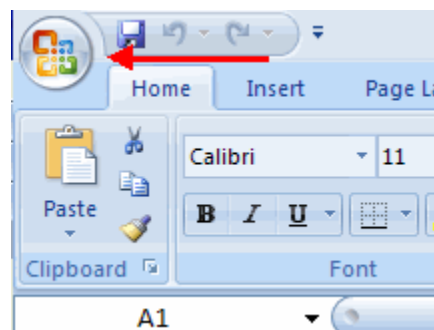 Home Insert Page La
Calibri 11
Paste
B I U
Clipboard Font
A1